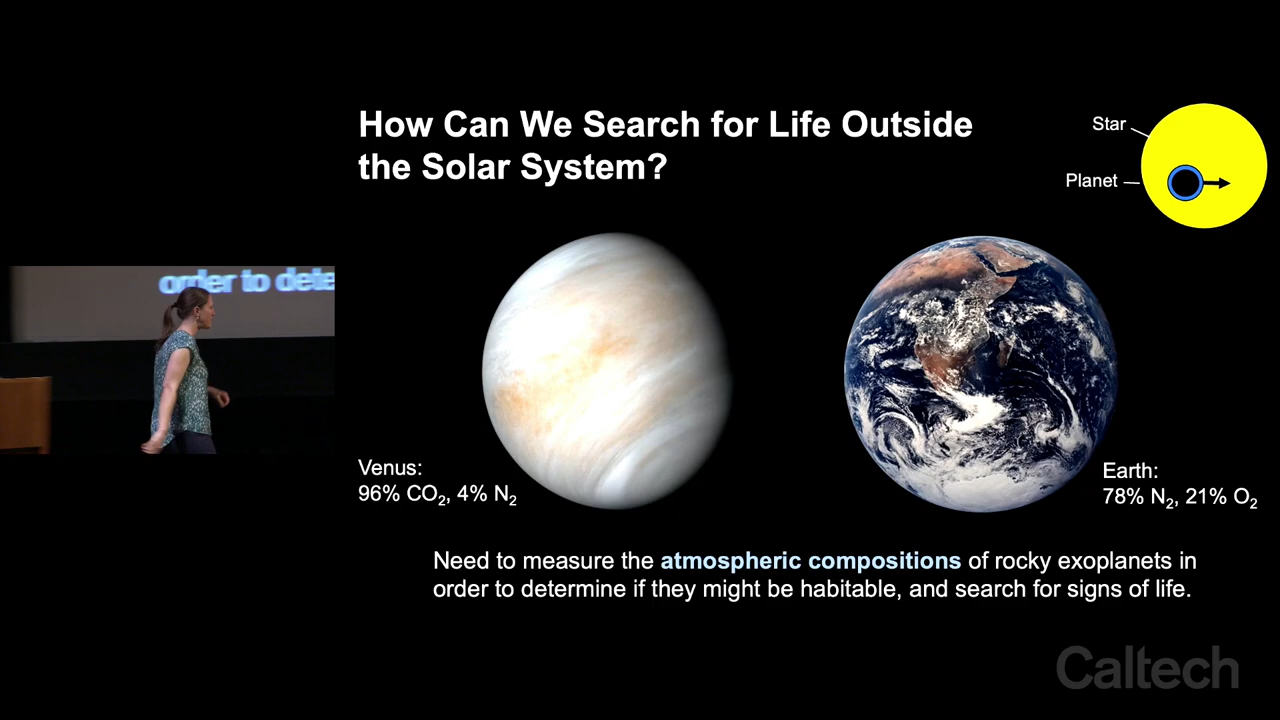 How Can We Search for Life Outside
the Solar System?
Star
Planet
order to dete
Venus:
96% CO₂, 4% N₂
Earth:
78% N₂, 21% O₂
Need to measure the atmospheric compositions of rocky exoplanets in
order to determine if they might be habitable, and search for signs of life.
Caltech